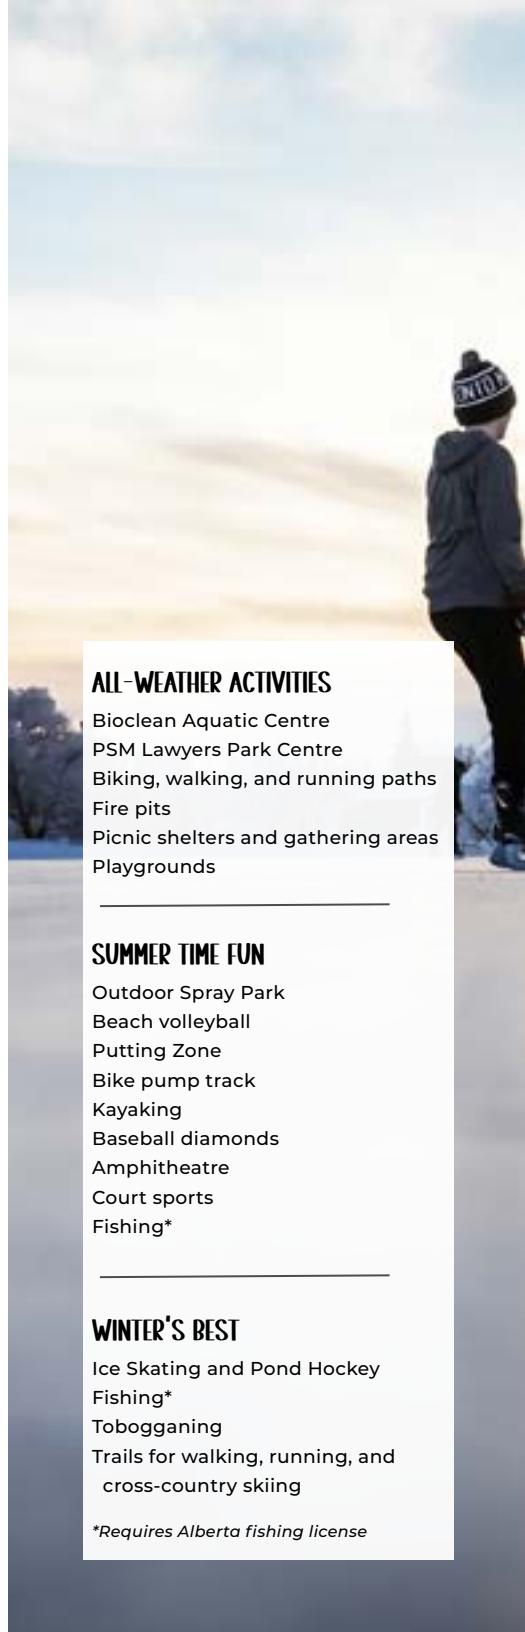 ALL-WEATHER ACTIVITIES
Bioclean Aquatic Centre
PSM Lawyers Park Centre
Biking, walking, and running paths
Fire pits
Picnic shelters and gathering areas
Playgrounds
SUMMER TIME FUN
Outdoor Spray Park
Beach volleyball
Putting Zone
Bike pump track
Kayaking
Baseball diamonds
Amphitheatre
Court sports
Fishing*
WINTER'S BEST
Ice Skating and Pond Hockey
Fishing*
Tobogganing
Trails for walking, running, and
cross-country skiing
*Requires Alberta fishing license